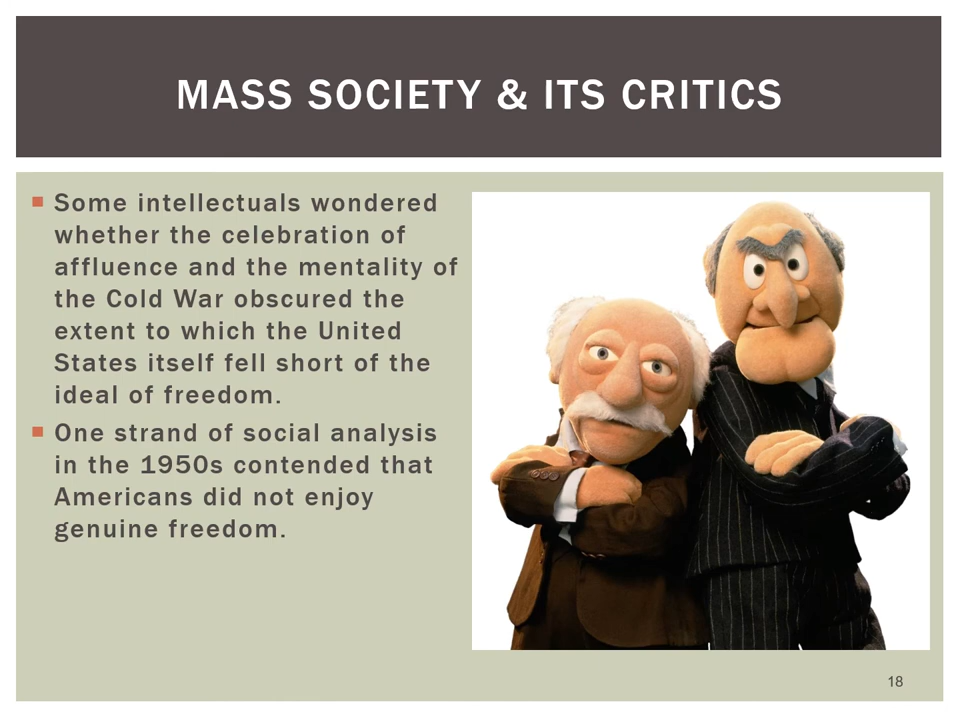 MASS SOCIETY & ITS CRITICS
Some intellectuals wondered
whether the celebration of
affluence and the mentality of
the Cold War obscured the
extent to which the United
States itself fell short of the
ideal of freedom.
One strand of social analysis
in the 1950s contended that
Americans did not enjoy
genuine freedom.
18